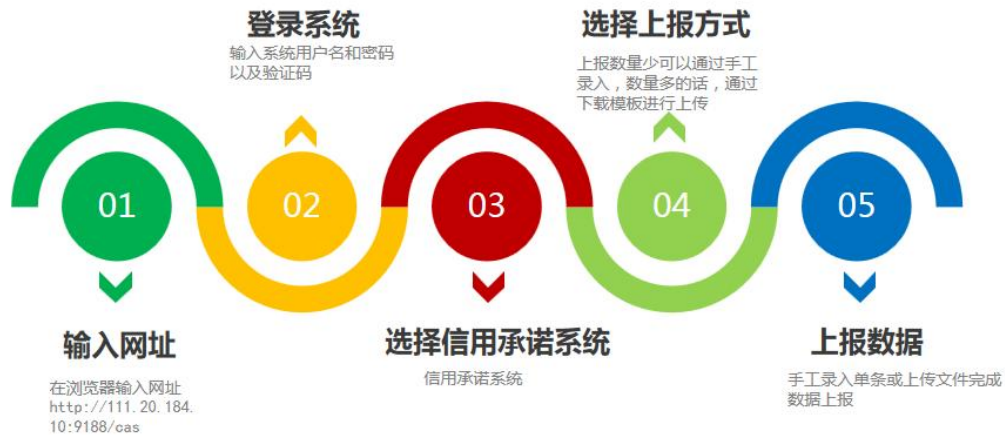 01
输入网址
在浏览器输入网址
http://111.20.184.
10:9188/cas
登录系统
输入系统用户名和密码
以及验证码
02
03
选择信用承诺系统
信用承诺系统
选择上报方式
上报数量少可以通过手工
录入，数量多的话，通过
下载模板进行上传
04
05
上报数据
手工录入单条或上传文件完成
数据上报